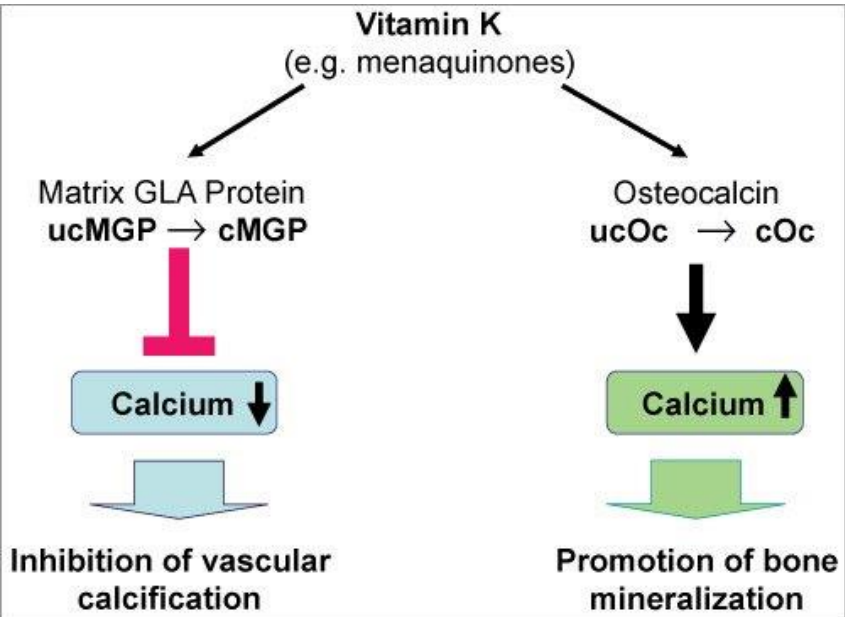 Vitamin K
(e.g. menaquinones)
Matrix GLA Protein
ucMGP → cMGP
Osteocalcin
ucOc → cOc
Calcium
Calcium
Inhibition of vascular
calcification
Promotion of bone
mineralization